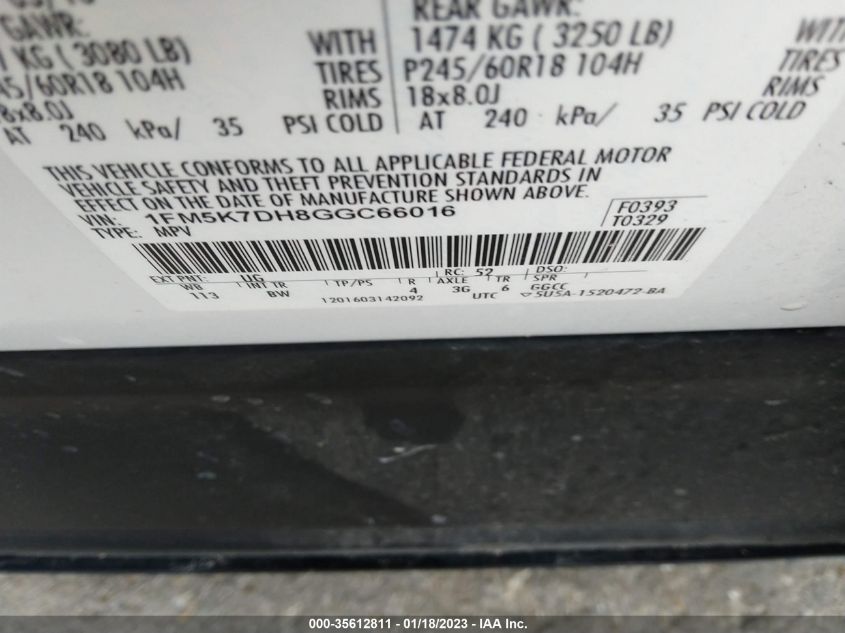 GAWR:
KG ( 3080 LB)
WITH
TIRES
245/60R18 104H
RIMS
18x8.0J
AT 240 kPa/ 35 PSI COLD
REAR GAWR:
1474 KG ( 3250 LB)
WITH
P245/60R18 104H
TIRES
18x8.0J
RIMS
AT 240 kPa/ 35 PSI COLD
THIS VEHICLE CONFORMS TO ALL APPLICABLE FEDERAL MOTOR
VEHICLE SAFETY AND THEFT PREVENTION STANDARDS IN
EFFECT ON THE DATE OF MANUFACTURE SHOWN ABOVE.
VIN: 1FM5K7DH8GGC66016
TYPE: MPV
F0393
T0329
EXT PNT: UG RC: 52 DSO:
WB INT TR TP/PS R AXLE TR SPR
113 BW 4 3G 6 GGCC
1201603142092 UTC ▽5U5A-1520472-BA
000-35612811 - 01/18/2023 - IAA Inc.